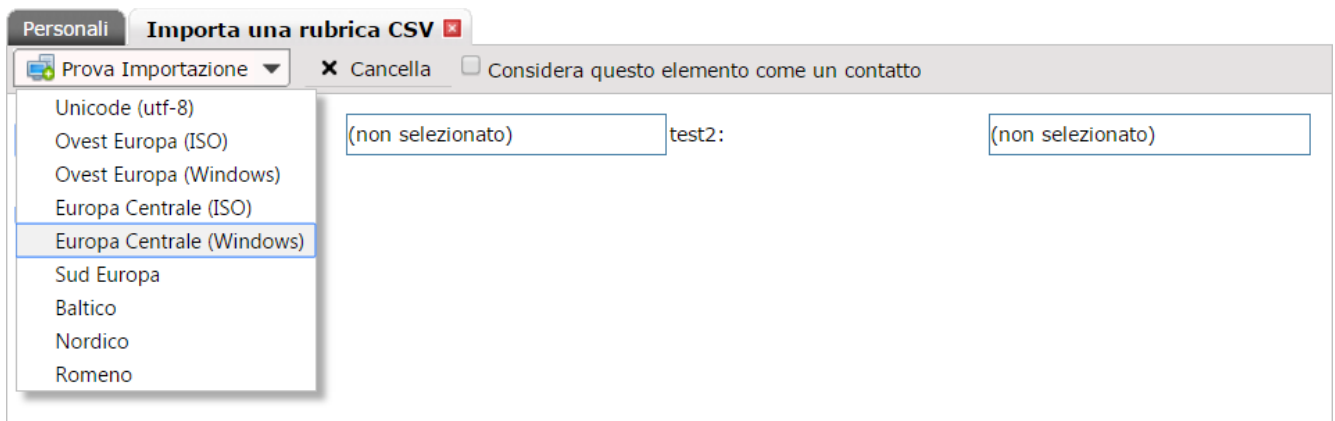 Personali Importa una rubrica CSV
Prova Importazione Cancella Considera questo elemento come un contatto
Unicode (utf-8)
(non selezionato) test2: (non selezionato)
Ovest Europa (ISO)
Ovest Europa (Windows)
Europa Centrale (ISO)
Europa Centrale (Windows)
Sud Europa
Baltico
Nordico
Romeno